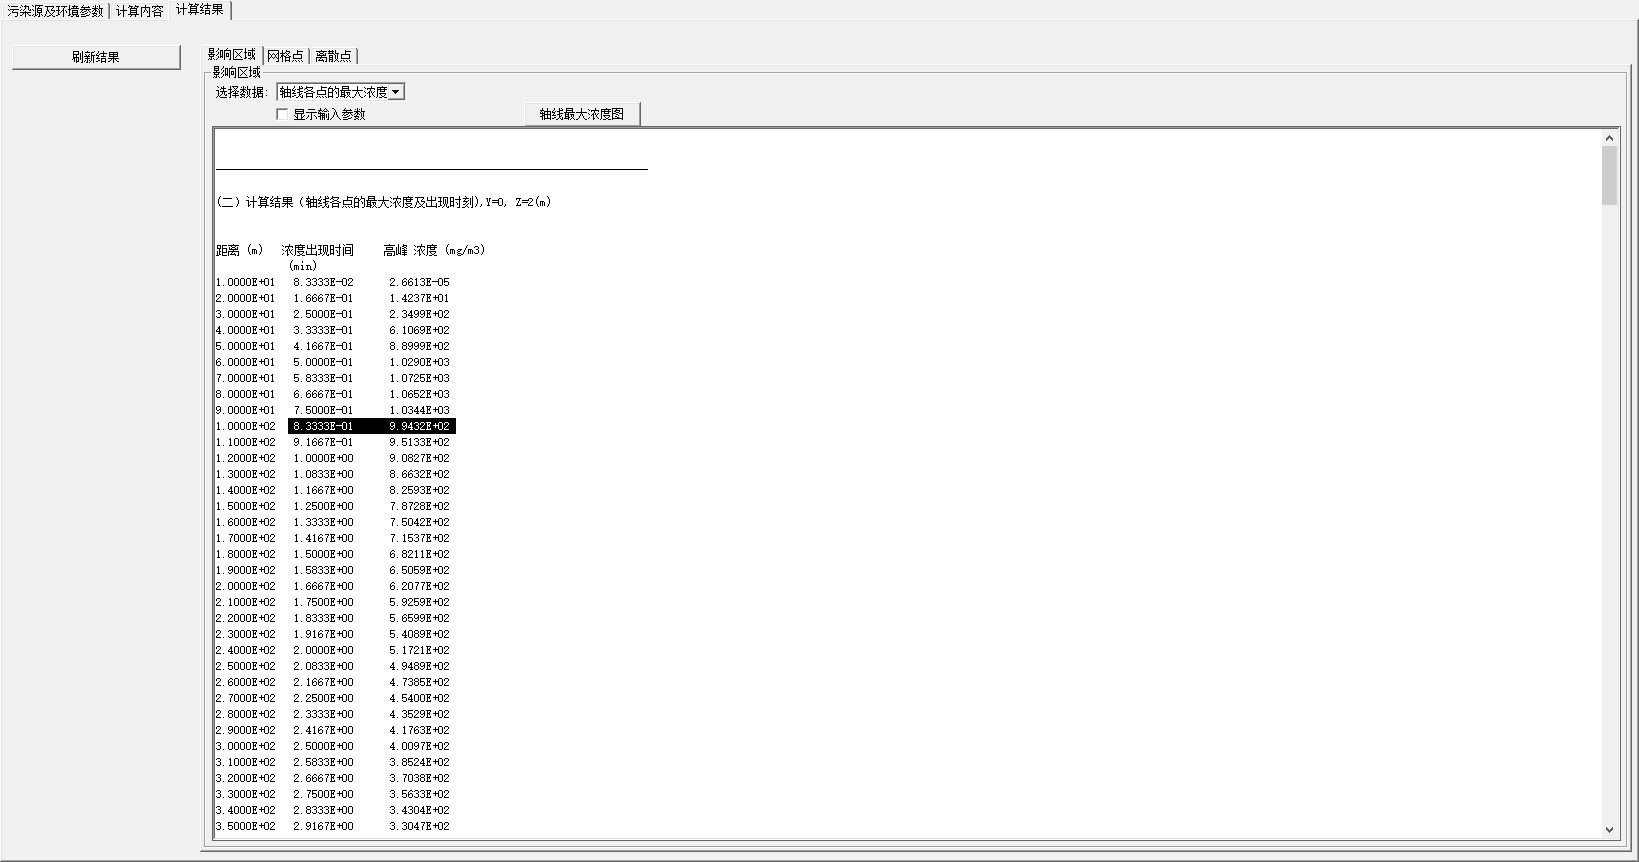 污染源及环境参数 计算内容 计算结果
刷新结果
影响区域 网格点 离散点
影响区域
选择数据: 轴线各点的最大浓度
显示输入参数 轴线最大浓度图
(二）计算结果（轴线各点的最大浓度及出现时刻),Y=0, Z=2(m)
距离 (m) 浓度出现时间 高峰 浓度 (mg/m3)
(min)
1.0000E+01 8.3333E-02 2.6613E-05
2.0000E+01 1.6667E-01 1.4237E+01
3.0000E+01 2.5000E-01 2.3499E+02
4.0000E+01 3.3333E-01 6.1069E+02
5.0000E+01 4.1667E-01 8.8999E+02
6.0000E+01 5.0000E-01 1.0290E+03
7.0000E+01 5.8333E-01 1.0725E+03
8.0000E+01 6.6667E-01 1.0652E+03
9.0000E+01 7.5000E-01 1.0344E+03
1.0000E+02 8.3333E-01 9.9432E+02
1.1000E+02 9.1667E-01 9.5133E+02
1.2000E+02 1.0000E+00 9.0827E+02
1.3000E+02 1.0833E+00 8.6632E+02
1.4000E+02 1.1667E+00 8.2593E+02
1.5000E+02 1.2500E+00 7.8728E+02
1.6000E+02 1.3333E+00 7.5042E+02
1.7000E+02 1.4167E+00 7.1537E+02
1.8000E+02 1.5000E+00 6.8211E+02
1.9000E+02 1.5833E+00 6.5059E+02
2.0000E+02 1.6667E+00 6.2077E+02
2.1000E+02 1.7500E+00 5.9259E+02
2.2000E+02 1.8333E+00 5.6599E+02
2.3000E+02 1.9167E+00 5.4089E+02
2.4000E+02 2.0000E+00 5.1721E+02
2.5000E+02 2.0833E+00 4.9489E+02
2.6000E+02 2.1667E+00 4.7385E+02
2.7000E+02 2.2500E+00 4.5400E+02
2.8000E+02 2.3333E+00 4.3529E+02
2.9000E+02 2.4167E+00 4.1763E+02
3.0000E+02 2.5000E+00 4.0097E+02
3.1000E+02 2.5833E+00 3.8524E+02
3.2000E+02 2.6667E+00 3.7038E+02
3.3000E+02 2.7500E+00 3.5633E+02
3.4000E+02 2.8333E+00 3.4304E+02
3.5000E+02 2.9167E+00 3.3047E+02